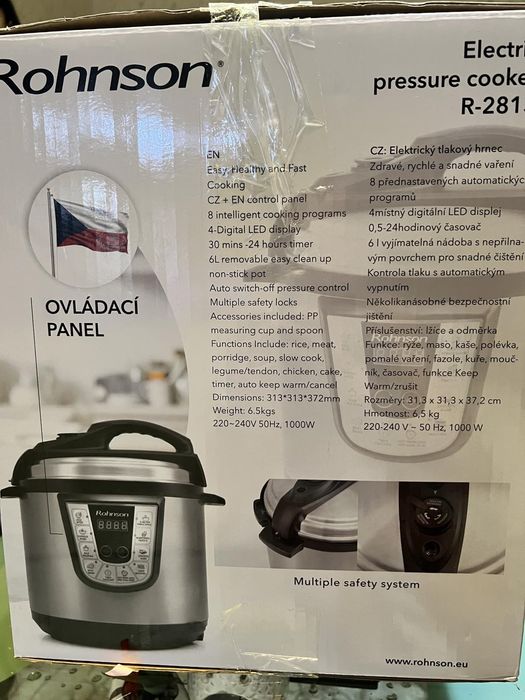 Rohnson®
Electri
pressure cooke
R-281
EN
Easy, Healthy and Fast
Cooking
CZ + EN control panel
8 intelligent cooking programs
4-Digital LED display
30 mins -24 hours timer
6L removable easy clean up
non-stick pot
Auto switch-off pressure control
Multiple safety locks
Accessories included: PP
measuring cup and spoon
Functions Include: rice, meat,
porridge, soup, slow cook,
legume/tendon, chicken, cake,
timer, auto keep warm/cancel
Dimensions: 313*313*372mm
Weight: 6.5kgs
220~240V 50Hz, 1000W
CZ: Elektrický tlakový hrnec
Zdravé, rychlé a snadné vaření
8 přednastavených automatickýc
programů
4místný digitální LED displej
0,5-24hodinový časovač
6 l vyjímatelná nádoba s nepřilna-
vým povrchem pro snadné čištění
Kontrola tlaku s automatickým
vypnutím
Několikanásobné bezpečnostní
jištění
Příslušenství: lžíce a odměrka
Funkce: rýže, maso, kaše, polévka,
pomalé vaření, fazole, kuře, mouč-
ník, časovač, funkce Keep
Warm/zrušit
Rozměry: 31,3 x 31,3 x 37,2 cm
Hmotnost: 6,5 kg
220-240 V ~ 50 Hz, 1000 W
OVLÁDACÍ
PANEL
Rohnson
Rohnson
8888
Multiple safety system
www.rohnson.eu